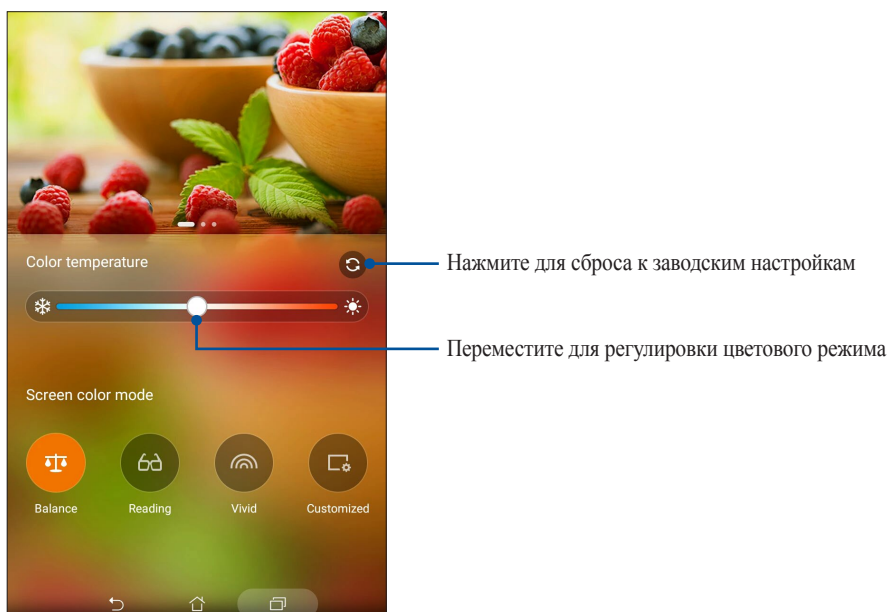 Color temperature
Нажмите для сброса к заводским настройкам
Переместите для регулировки цветового режима
Screen color mode
Balance Reading Vivid Customized